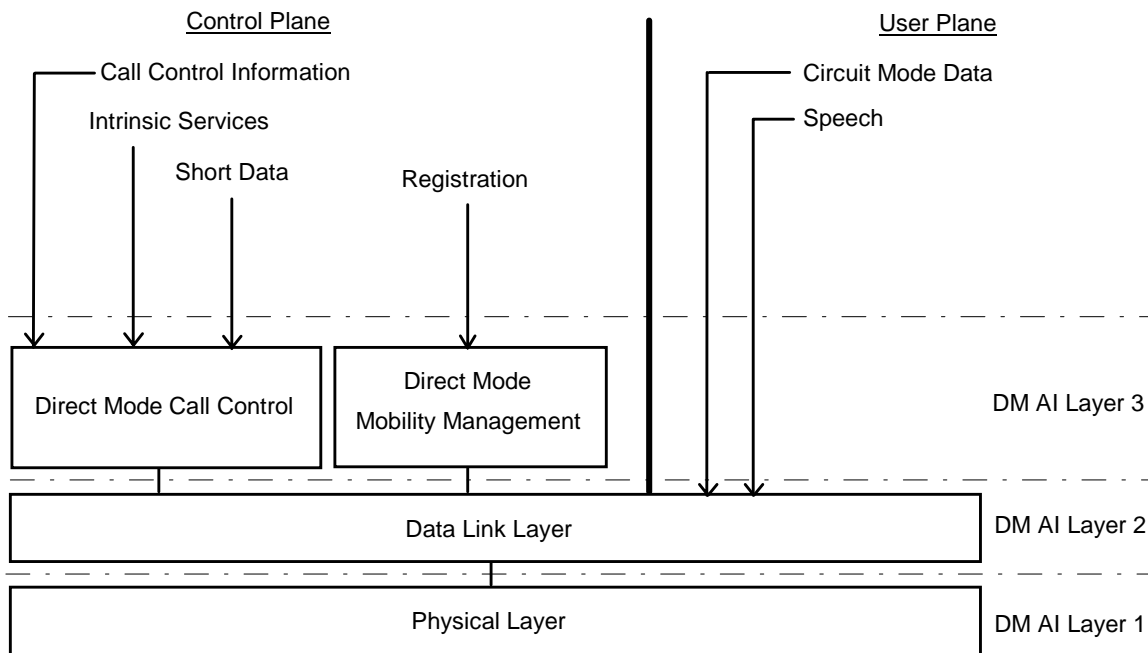 Control Plane
User Plane
Call Control Information
Circuit Mode Data
Intrinsic Services
Speech
Short Data
Registration
Direct Mode Call Control
Direct Mode
Mobility Management
DM AI Layer 3
Data Link Layer
DM AI Layer 2
Physical Layer
DM AI Layer 1